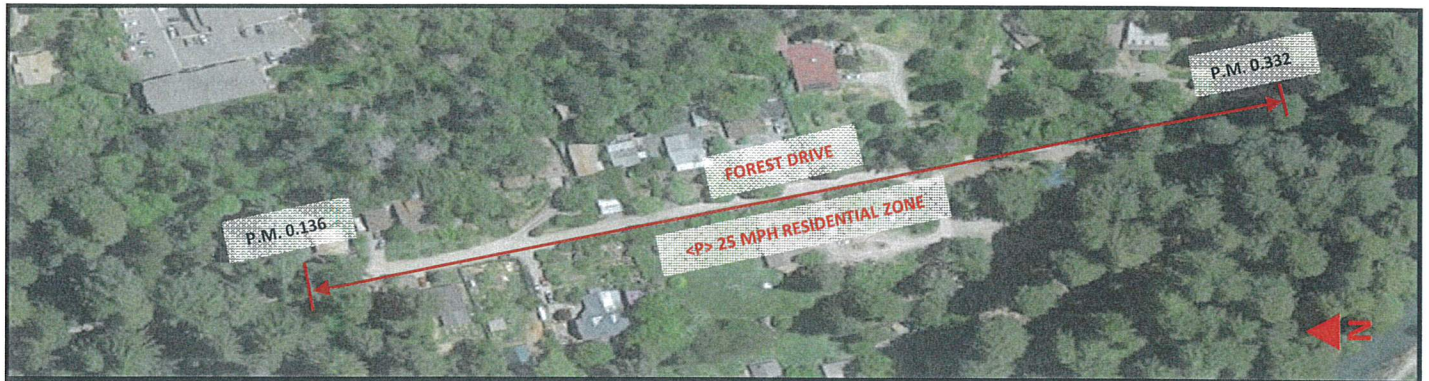 P.M. 0.332
FOREST DRIVE
<P> 25 MPH RESIDENTIAL ZONE
P.M. 0.136
N